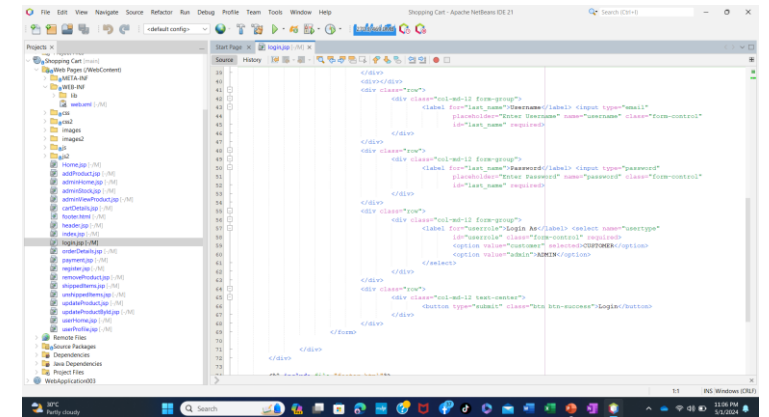 File Edit View Navigate Source Refactor Run Debug Profile Team Tools Window Help
Shopping Cart - Apache NetBeans IDE 21
Search (Ctrl+I)
<default config>
Projects
Start Page
login.jsp [-/M]
Source History
Shopping Cart [main]
Web Pages [/WebContent]
META-INF
WEB-INF
lib
web.xml [-/M]
css
css2
images
images2
js
js2
Home.jsp [-/M]
addProduct.jsp [-/M]
adminHome.jsp [-/M]
adminStock.jsp [-/M]
adminViewProduct.jsp [-/M]
cartDetails.jsp [-/M]
footer.html [-/M]
header.jsp [-/M]
index.jsp [-/M]
login.jsp [-/M]
orderDetails.jsp [-/M]
payment.jsp [-/M]
register.jsp [-/M]
removeProduct.jsp [-/M]
shippedItems.jsp [-/M]
unshippedItems.jsp [-/M]
updateProduct.jsp [-/M]
updateProductById.jsp [-/M]
userHome.jsp [-/M]
userProfile.jsp [-/M]
Remote Files
Source Packages
Dependencies
Java Dependencies
Project Files
WebApplication003
39 </div>
40 <div></div>
41 <div class="row">
42 <div class="col-md-12 form-group">
43 <label for="last_name">Username</label> <input type="email"
44 placeholder="Enter Username" name="username" class="form-control"
45 id="last_name" required>
46 </div>
47 </div>
48 <div class="row">
49 <div class="col-md-12 form-group">
50 <label for="last_name">Password</label> <input type="password"
51 placeholder="Enter Password" name="password" class="form-control"
52 id="last_name" required>
53 </div>
54 </div>
55 <div class="row">
56 <div class="col-md-12 form-group">
57 <label for="userrole">Login As</label> <select name="usertype"
58 id="userrole" class="form-control" required>
59 <option value="customer" selected>CUSTOMER</option>
60 <option value="admin">ADMIN</option>
61 </select>
62 </div>
63 </div>
64 <div class="row">
65 <div class="col-md-12 text-center">
66 <button type="submit" class="btn btn-success">Login</button>
67 </div>
68 </div>
69 </form>
70
71 </div>
72 </div>
73
1:1 INS Windows (CRLF)
30°C
Partly cloudy
Search
11:06 PM
5/1/2024